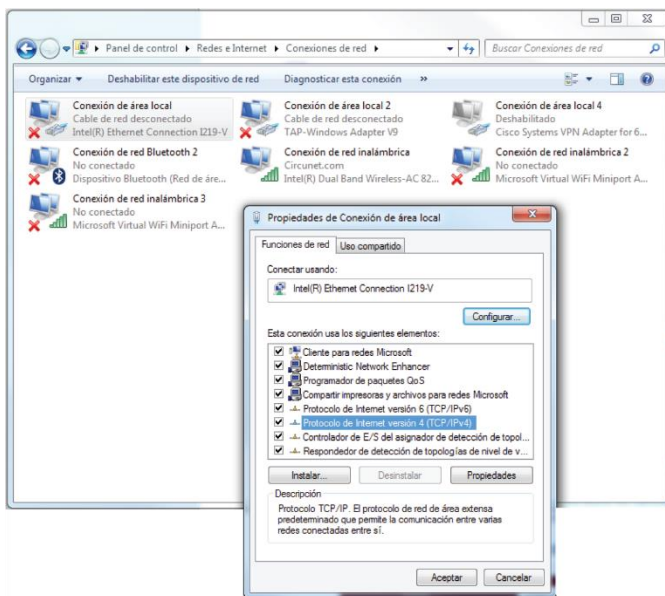 Panel de control
Redes e Internet
Conexiones de red
Buscar Conexiones de red
Organizar
Deshabilitar este dispositivo de red
Diagnosticar esta conexión
»
Conexión de área local
Cable de red desconectado
Intel(R) Ethernet Connection I219-V
Conexión de área local 2
Cable de red desconectado
TAP-Windows Adapter V9
Conexión de área local 4
Deshabilitado
Cisco Systems VPN Adapter for 6...
Conexión de red Bluetooth 2
No conectado
Dispositivo Bluetooth (Red de áre...
Conexión de red inalámbrica
Circunet.com
Intel(R) Dual Band Wireless-AC 82...
Conexión de red inalámbrica 2
No conectado
Microsoft Virtual WiFi Miniport A...
Conexión de red inalámbrica 3
No conectado
Microsoft Virtual WiFi Miniport A...
Propiedades de Conexión de área local
Funciones de red
Uso compartido
Conectar usando:
Intel(R) Ethernet Connection I219-V
Configurar...
Esta conexión usa los siguientes elementos:
Cliente para redes Microsoft
Deterministic Network Enhancer
Programador de paquetes QoS
Compartir impresoras y archivos para redes Microsoft
Protocolo de Internet versión 6 (TCP/IPv6)
Protocolo de Internet versión 4 (TCP/IPv4)
Controlador de E/S del asignador de detección de topol...
Respondedor de detección de topologías de nivel de v...
Instalar...
Desinstalar
Propiedades
Descripción
Protocolo TCP/IP. El protocolo de red de área extensa
predeterminado que permite la comunicación entre varias
redes conectadas entre sí.
Aceptar
Cancelar